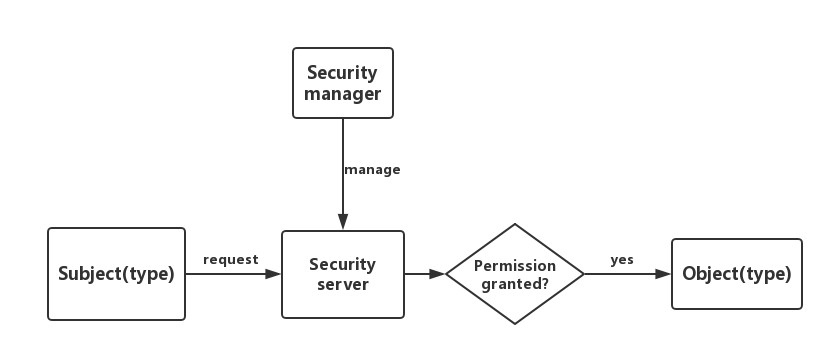 Security
manager
manage
Subject(type)
request
Security
server
Permission
granted?
yes
Object(type)